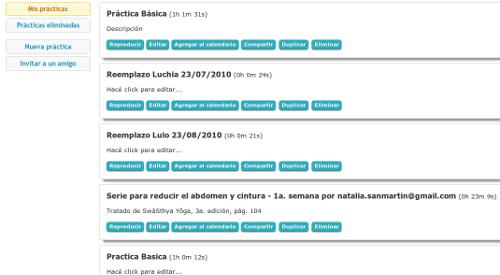 Mis prácticas
Prácticas eliminadas
Nueva práctica
Invitar a un amigo
Práctica Básica (1h 1m 31s)
Descripción
Reproducir Editar Agregar al calendario Compartir Duplicar Eliminar
Reemplazo Luchia 23/07/2010 (0h 0m 24s)
Hacé click para editar...
Reproducir Editar Agregar al calendario Compartir Duplicar Eliminar
Reemplazo Lulo 23/08/2010 (0h 0m 21s)
Hacé click para editar...
Reproducir Editar Agregar al calendario Compartir Duplicar Eliminar
Serie para reducir el abdomen y cintura - 1a. semana por natalia.sanmartin@gmail.com (0h 23m 9s)
Tratado de SwáSthya Yôga, 3a. edición, pág. 104
Reproducir Editar Agregar al calendario Compartir Duplicar Eliminar
Practica Basica (1h 0m 12s)
Hacé click para editar...